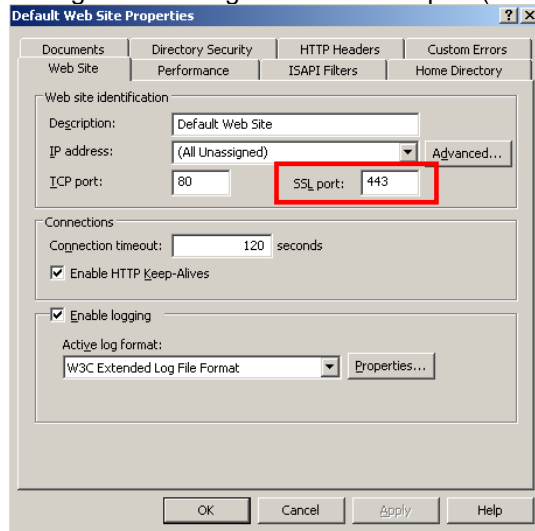 Default Web Site Properties
Documents Directory Security HTTP Headers Custom Errors
Web Site Performance ISAPI Filters Home Directory
Web site identification
Description: Default Web Site
IP address: (All Unassigned) Advanced...
TCP port: 80 SSL port: 443
Connections
Connection timeout: 120 seconds
Enable HTTP Keep-Alives
Enable logging
Active log format:
W3C Extended Log File Format Properties...
OK Cancel Apply Help